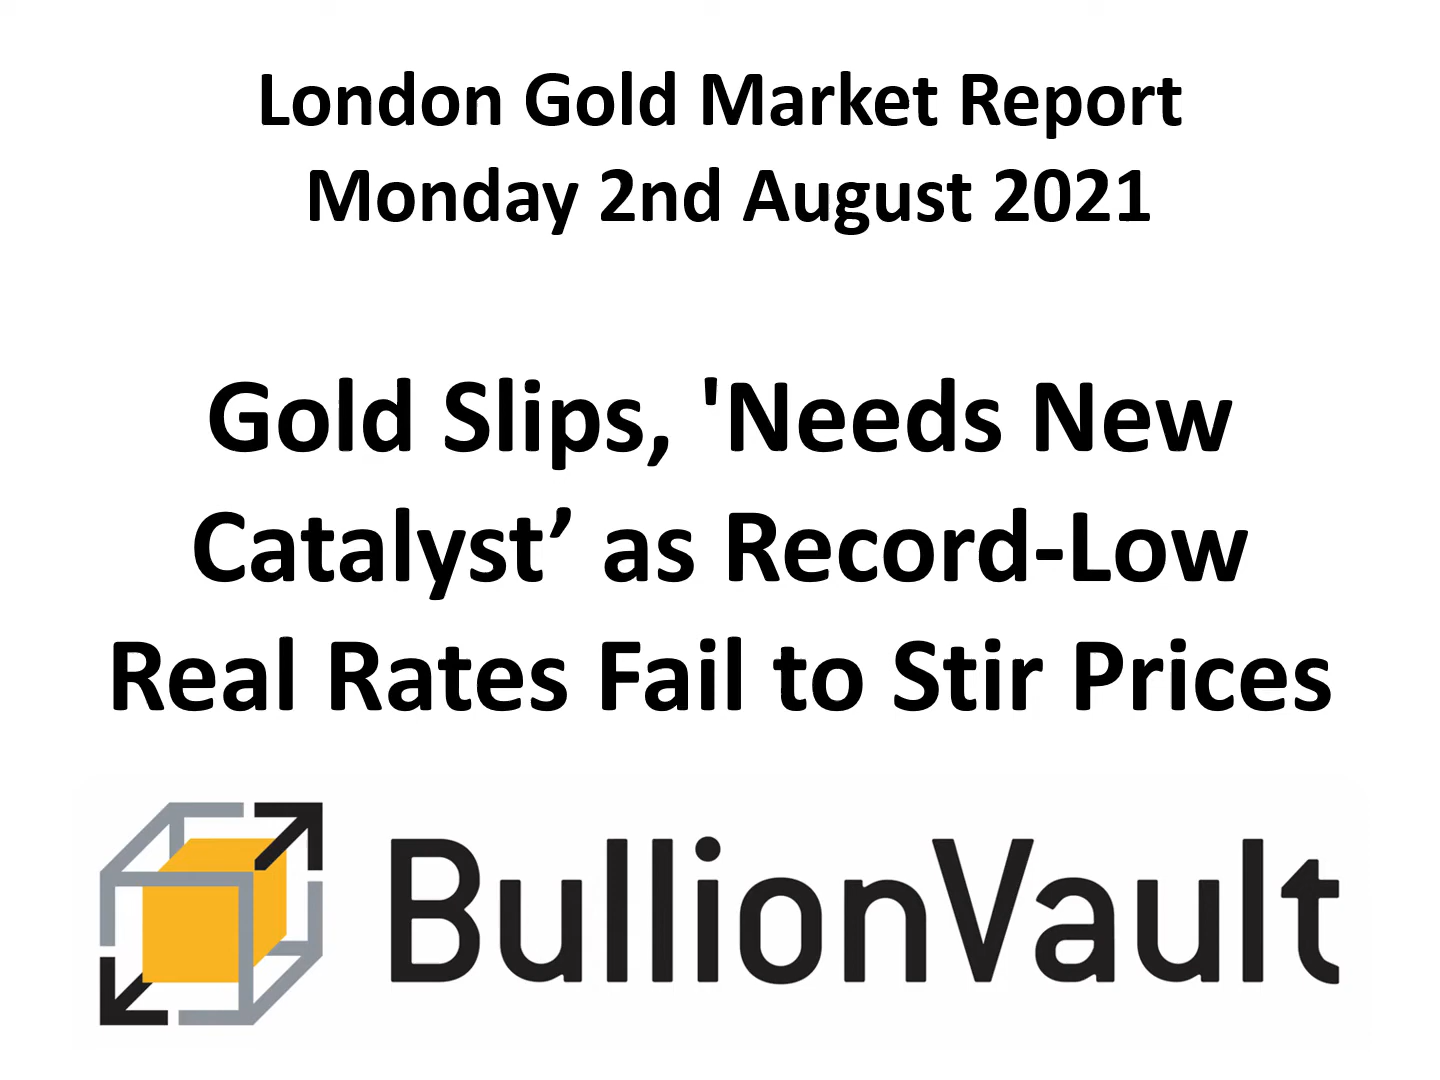 London Gold Market Report
Monday 2nd August 2021
Gold Slips, 'Needs New
Catalyst’ as Record-Low
Real Rates Fail to Stir Prices
BullionVault